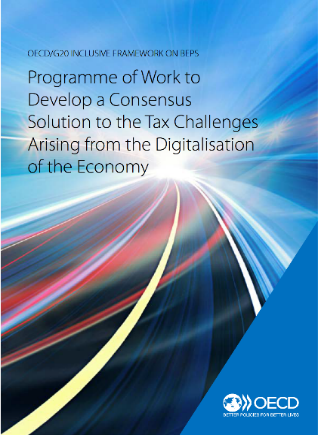 OECD/G20 INCLUSIVE FRAMEWORK ON BEPS
Programme of Work to
Develop a Consensus
Solution to the Tax Challenges
Arising from the Digitalisation
of the Economy
OECD
BETTER POLICIES FOR BETTER LIVES